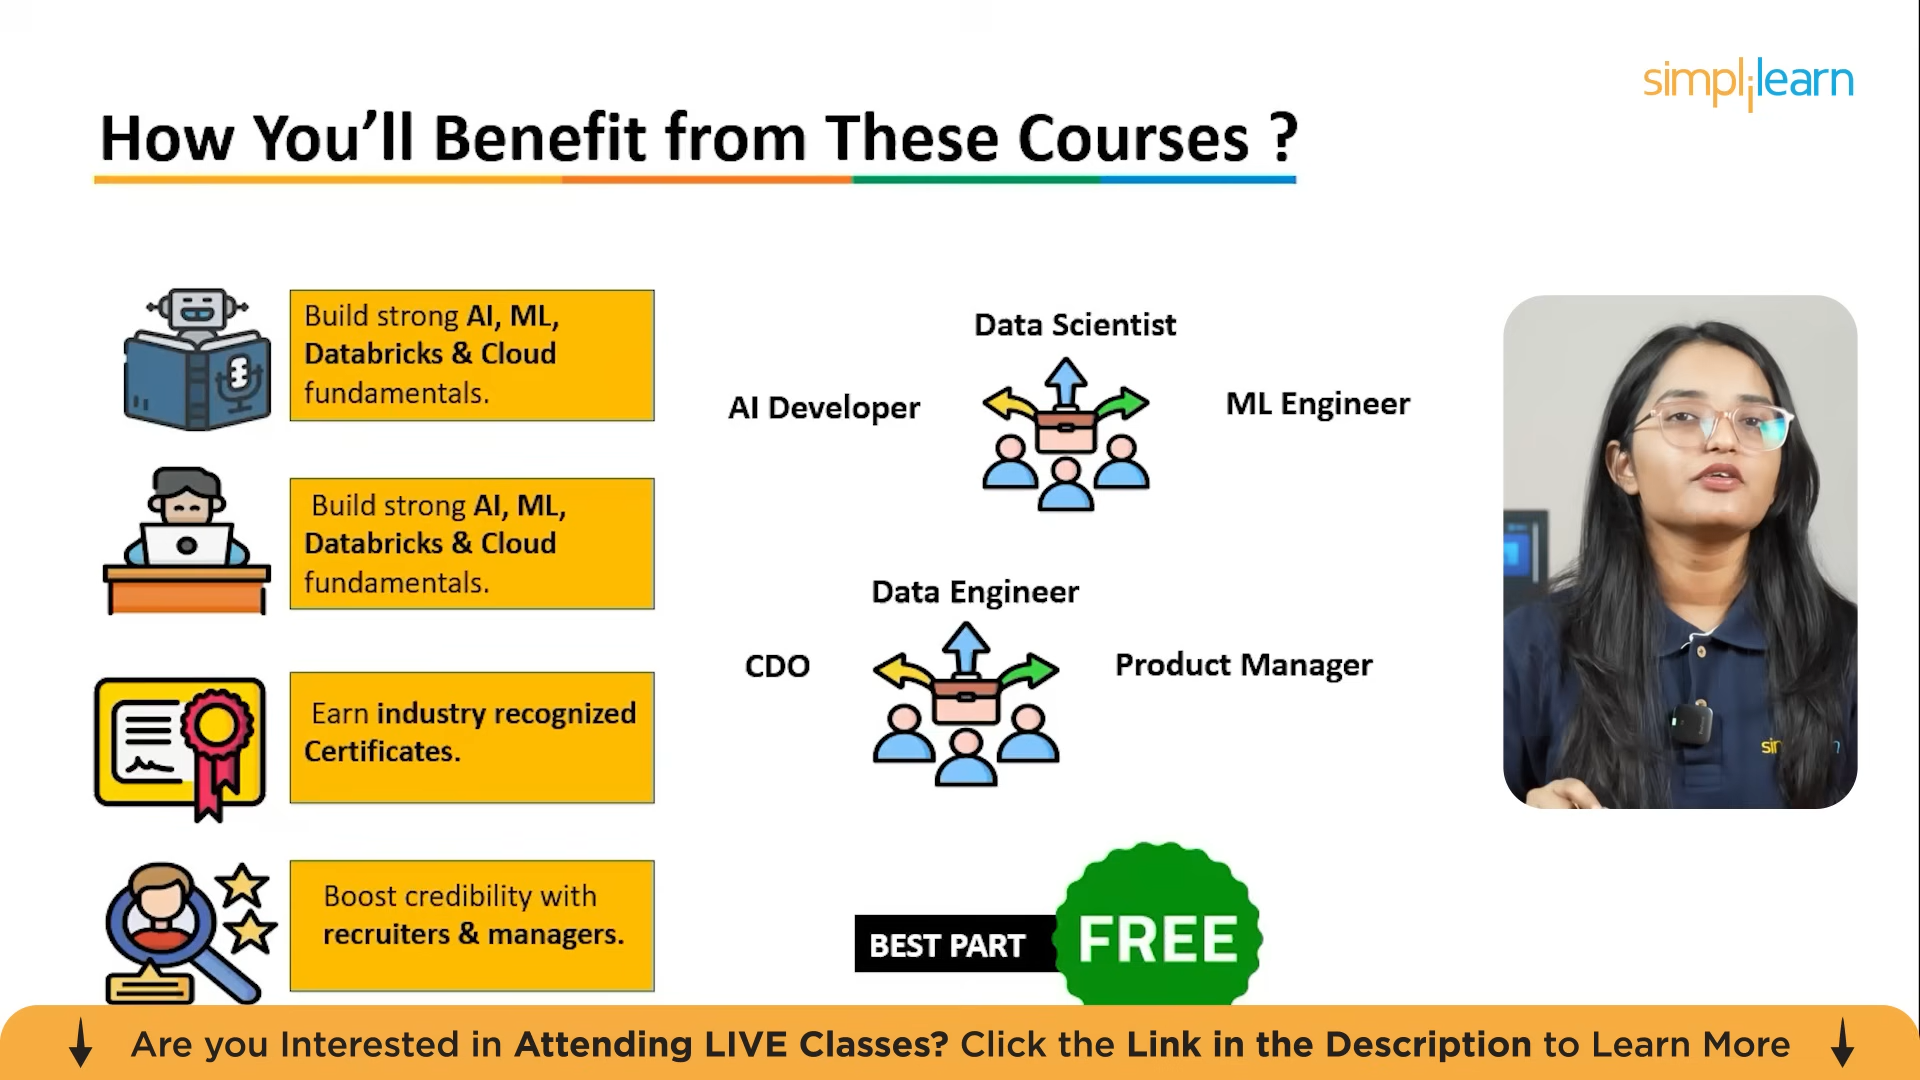 simplilearn
How You'll Benefit from These Courses ?
Build strong AI, ML,
Databricks & Cloud
fundamentals.
Build strong AI, ML,
Databricks & Cloud
fundamentals.
Earn industry recognized
Certificates.
Boost credibility with
recruiters & managers.
Data Scientist
AI Developer
ML Engineer
Data Engineer
CDO
Product Manager
BEST PART
FREE
Are you Interested in Attending LIVE Classes? Click the Link in the Description to Learn More